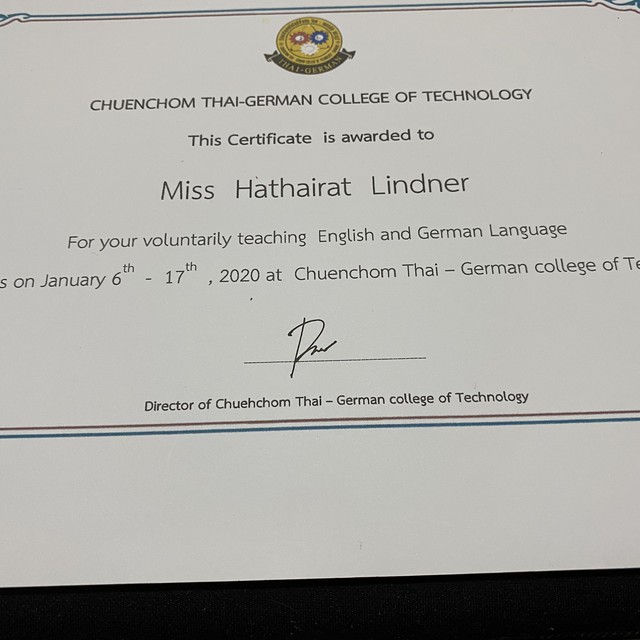 THAI-GERMAN
CHUENCHOM THAI-GERMAN COLLEGE OF TECHNOLOGY
This Certificate is awarded to
Miss Hathairat Lindner
For your voluntarily teaching English and German Language
s on January 6th - 17th , 2020 at Chuenchom Thai – German college of Te
Director of Chuehchom Thai – German college of Technology